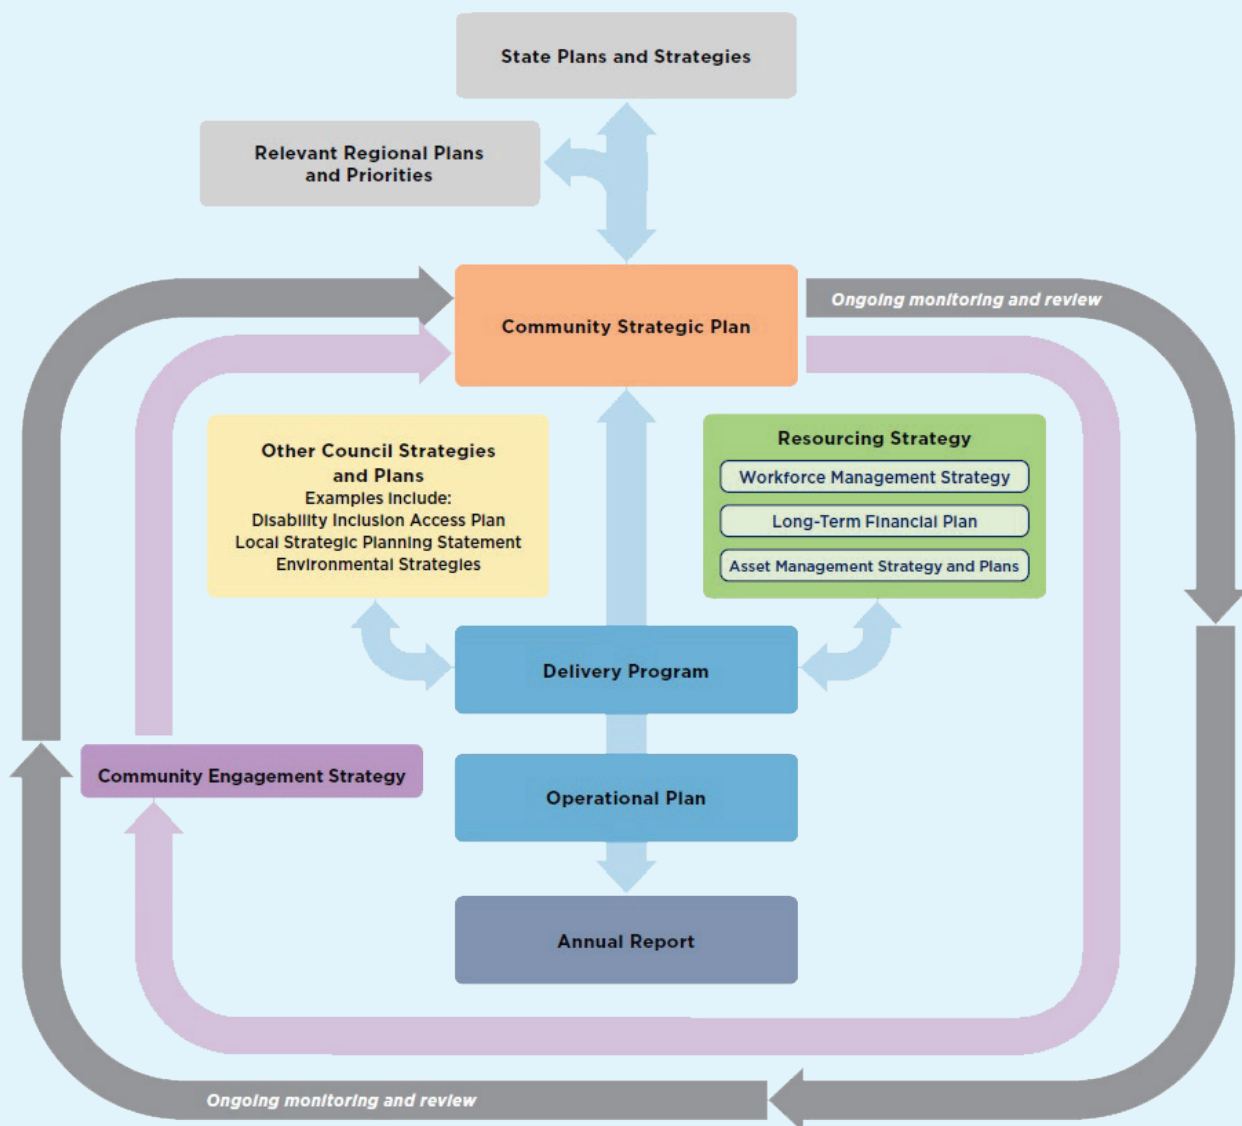 State Plans and Strategies
Relevant Regional Plans
and Priorities
Community Strategic Plan
Ongoing monitoring and review
Other Council Strategies
and Plans
Examples include:
Disability Inclusion Access Plan
Local Strategic Planning Statement
Environmental Strategies
Resourcing Strategy
Workforce Management Strategy
Long-Term Financial Plan
Asset Management Strategy and Plans
Delivery Program
Community Engagement Strategy
Operational Plan
Annual Report
Ongoing monitoring and review